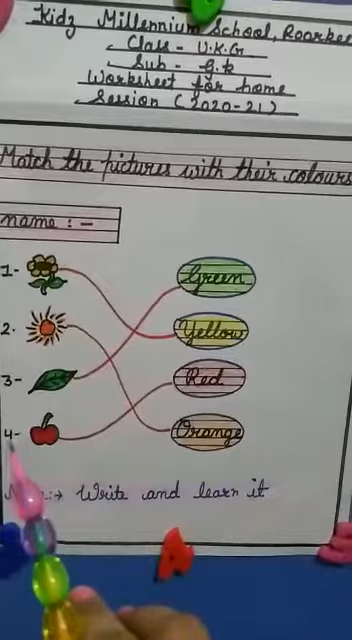 Kidz Millennium School, Roorkee
Class - U.K.G
Sub - G.k
Worksheet for home
Session (2020-21)
Match the pictures with their colours
name : -
1- Green
2. Yellow
3- Red
4- Orange
:→ Write and learn it
A